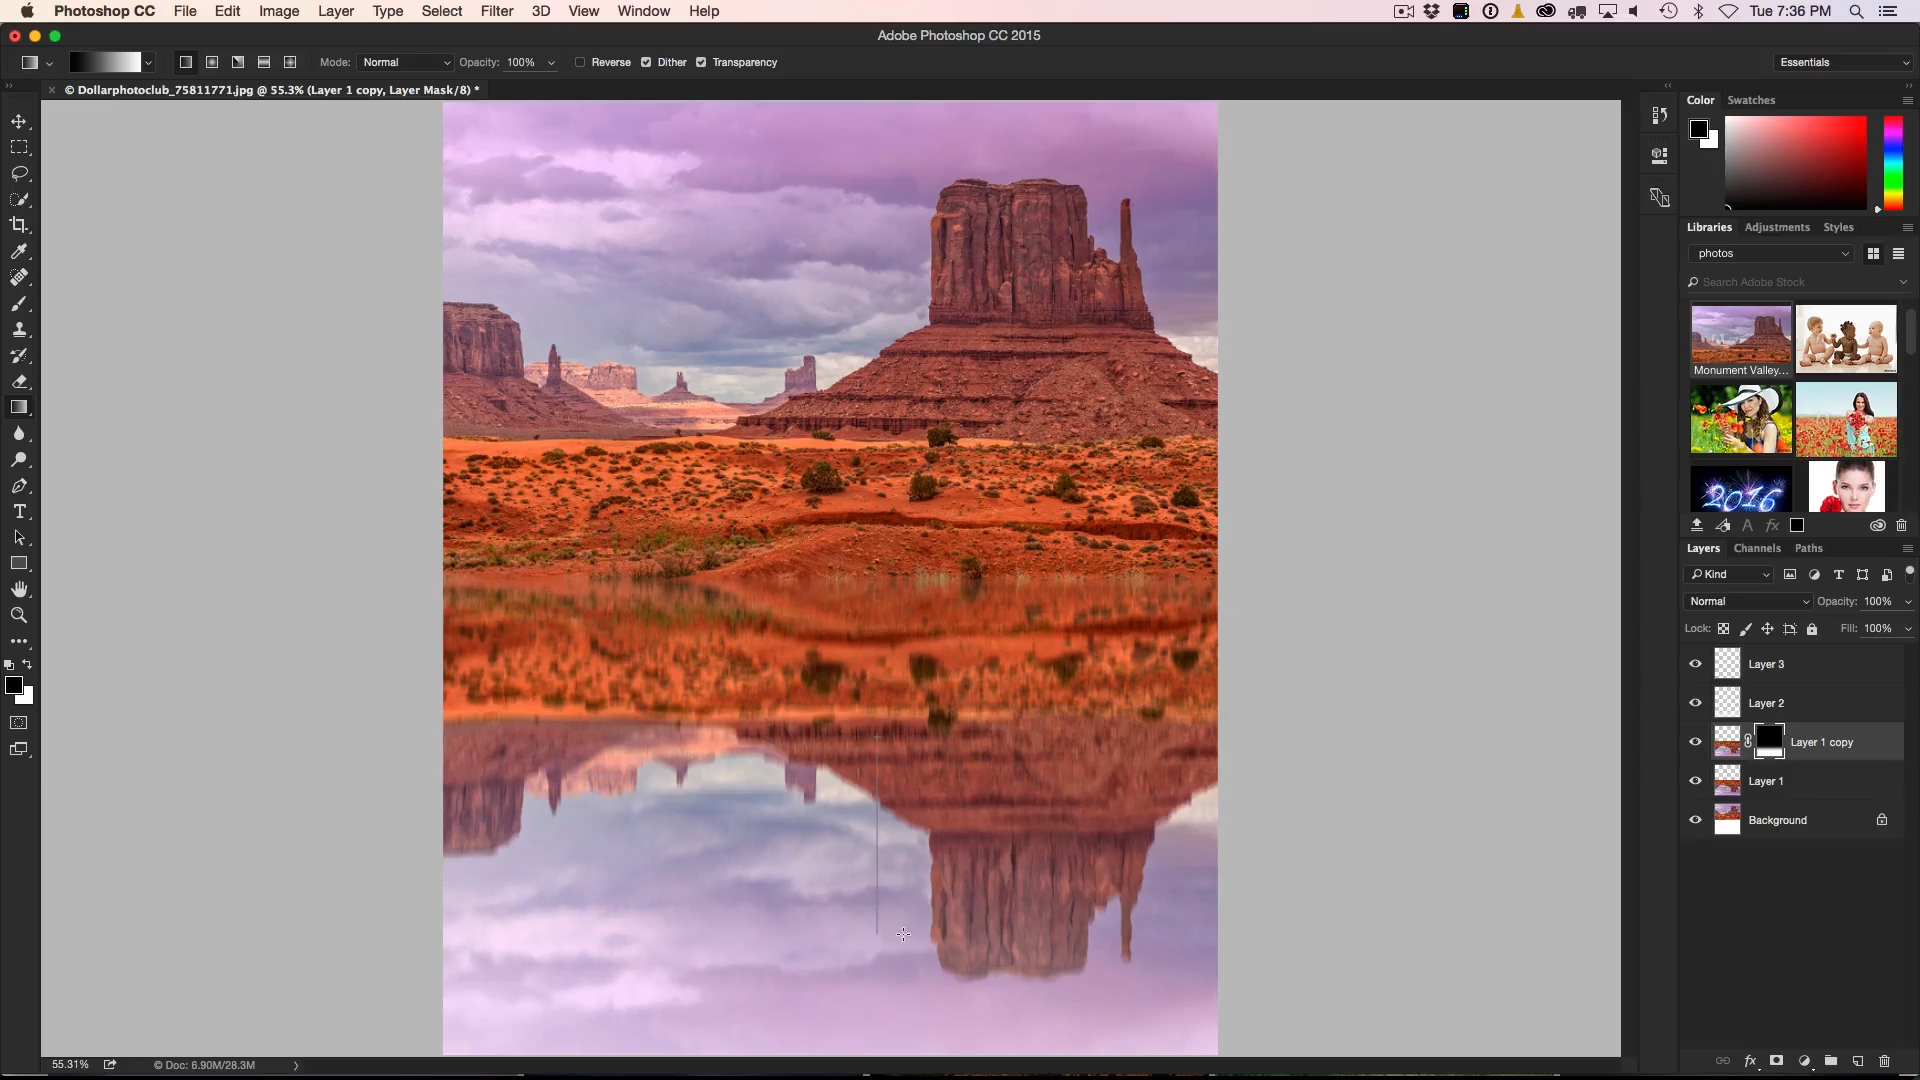 Photoshop CC File Edit Image Layer Type Select Filter 3D View Window Help Tue 7:36 PM
Adobe Photoshop CC 2015
Mode: Normal Opacity: 100% Reverse Dither Transparency Essentials
© Dollarphotoclub_75811771.jpg @ 55.3% (Layer 1 copy, Layer Mask/8) *
Color Swatches
Libraries Adjustments Styles
photos
Search Adobe Stock
Monument Valley...
2016
Layers Channels Paths
Kind
Normal Opacity: 100%
Lock: Fill: 100%
Layer 3
Layer 2
Layer 1 copy
Layer 1
Background
55.31% © Doc: 6.90M/28.3M